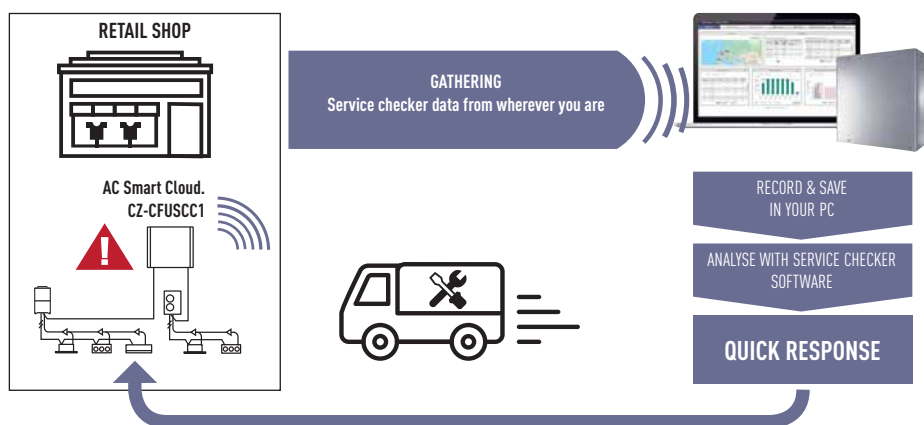 RETAIL SHOP
AC Smart Cloud.
CZ-CFUSCC1
GATHERING
Service checker data from wherever you are
RECORD & SAVE
IN YOUR PC
ANALYSE WITH SERVICE CHECKER
SOFTWARE
QUICK RESPONSE